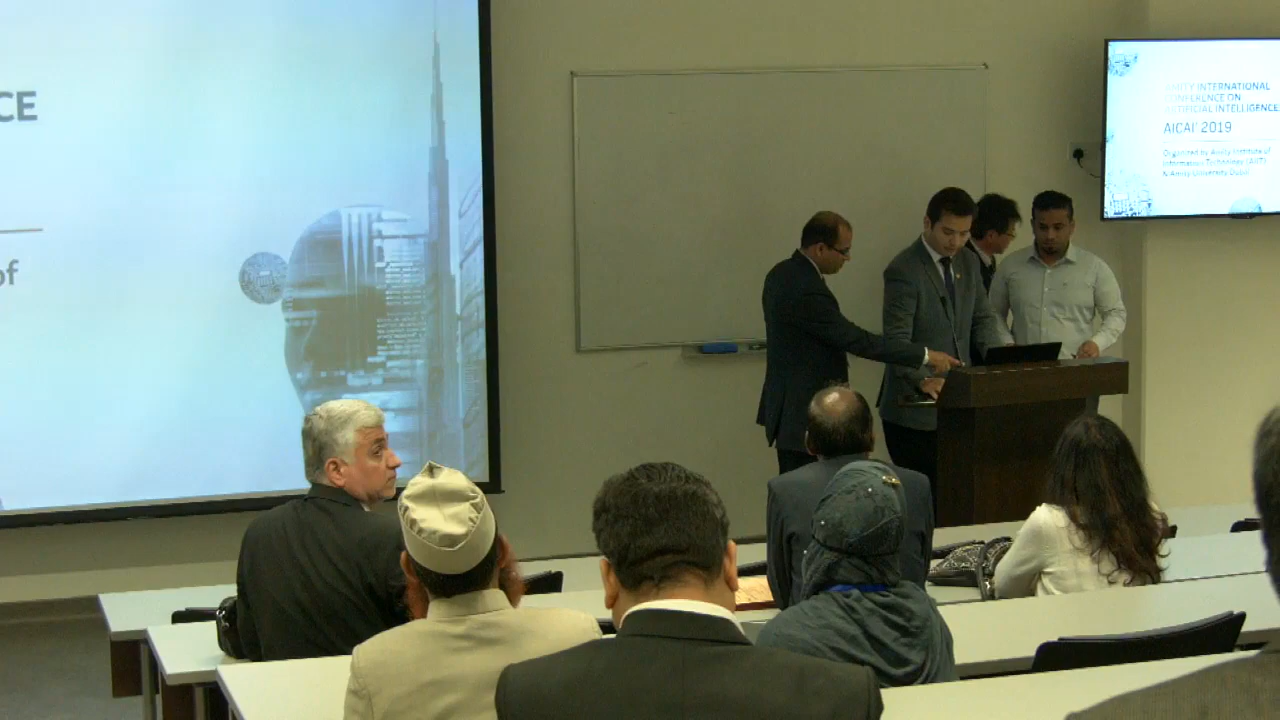 CE
of
AMITY INTERNATIONAL
CONFERENCE ON
ARTIFICIAL INTELLIGENCE
AICAI' 2019
Organized by Amity Institute of
Information Technology (AIIT)
& Amity University Dubai